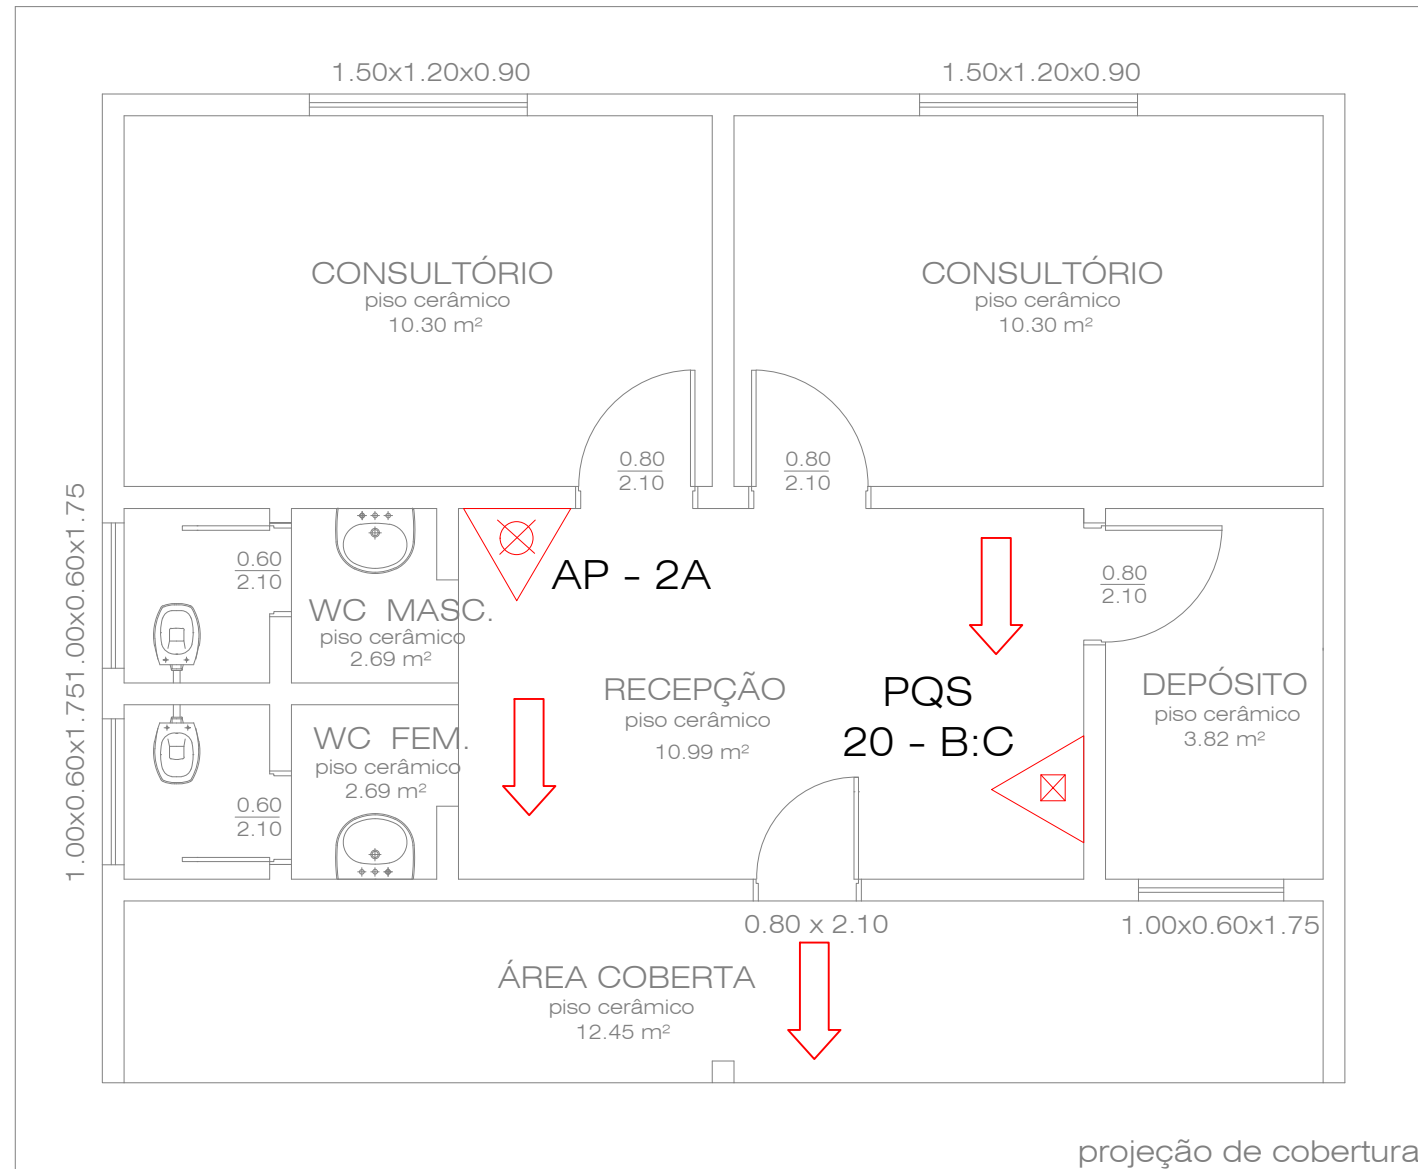 1.50x1.20x0.90
1.50x1.20x0.90
CONSULTÓRIO
piso cerâmico
10.30 m²
CONSULTÓRIO
piso cerâmico
10.30 m²
0.80
2.10
0.80
2.10
1.00x0.60x1.75
1.00x0.60x1.75
0.60
2.10
WC MASC.
piso cerâmico
2.69 m²
AP - 2A
0.80
2.10
RECEPÇÃO
piso cerâmico
10.99 m²
PQS
20 - B:C
DEPÓSITO
piso cerâmico
3.82 m²
WC FEM.
piso cerâmico
2.69 m²
0.60
2.10
0.80 x 2.10
1.00x0.60x1.75
ÁREA COBERTA
piso cerâmico
12.45 m²
projeção de cobertura